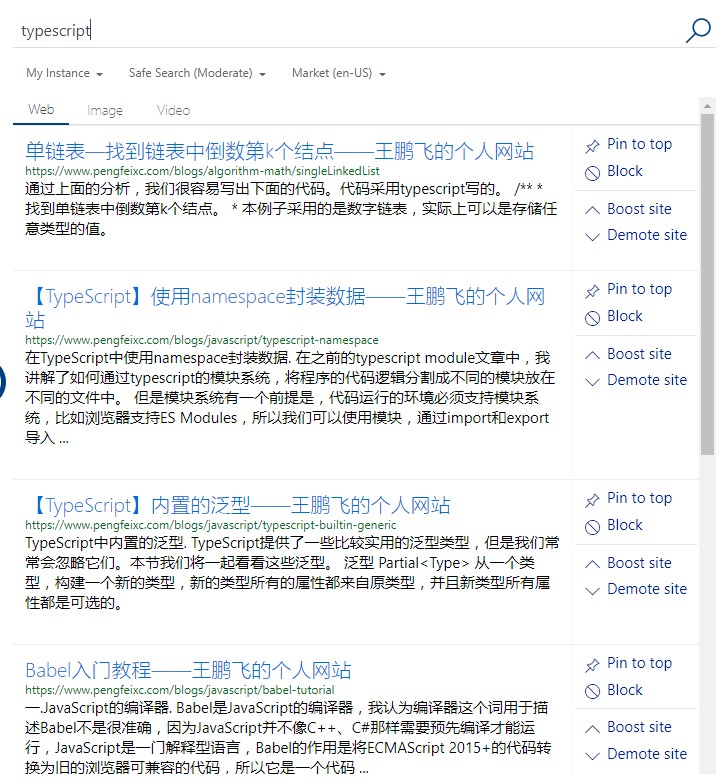 typescript
My Instance
Safe Search (Moderate)
Market (en-US)
Web
Image
Video
单链表—找到链表中倒数第k个结点——王鹏飞的个人网站
https://www.pengfeixc.com/blogs/algorithm-math/singleLinkedList
通过上面的分析，我们很容易写出下面的代码。代码采用typescript写的。 /** *
找到单链表中倒数第k个结点。 * 本例子采用的是数字链表，实际上可以是存储任
意类型的值。
Pin to top
Block
Boost site
Demote site
【TypeScript】使用namespace封装数据——王鹏飞的个人网
站
https://www.pengfeixc.com/blogs/javascript/typescript-namespace
在TypeScript中使用namespace封装数据. 在之前的typescript module文章中，我
讲解了如何通过typescript的模块系统，将程序的代码逻辑分割成不同的模块放在
不同的文件中。 但是模块系统有一个前提是，代码运行的环境必须支持模块系
统，比如浏览器支持ES Modules，所以我们可以使用模块，通过import和export
导入 ...
Pin to top
Block
Boost site
Demote site
【TypeScript】内置的泛型——王鹏飞的个人网站
https://www.pengfeixc.com/blogs/javascript/typescript-builtin-generic
TypeScript中内置的泛型. TypeScript提供了一些比较实用的泛型类型，但是我们常
常会忽略它们。本节我们将一起看看这些泛型。 泛型 Partial<Type> 从一个类
型，构建一个新的类型，新的类型所有的属性都来自原类型，并且新类型所有属
性都是可选的。
Pin to top
Block
Boost site
Demote site
Babel入门教程——王鹏飞的个人网站
https://www.pengfeixc.com/blogs/javascript/babel-tutorial
一.JavaScript的编译器. Babel是JavaScript的编译器，我认为编译器这个词用于描
述Babel不是很准确，因为JavaScript并不像C++、C#那样需要预先编译才能运
行，JavaScript是一门解释型语言，Babel的作用是将ECMAScript 2015+的代码转
换为旧的浏览器可兼容的代码，所以它是一个代码 ...
Pin to top
Block
Boost site
Demote site